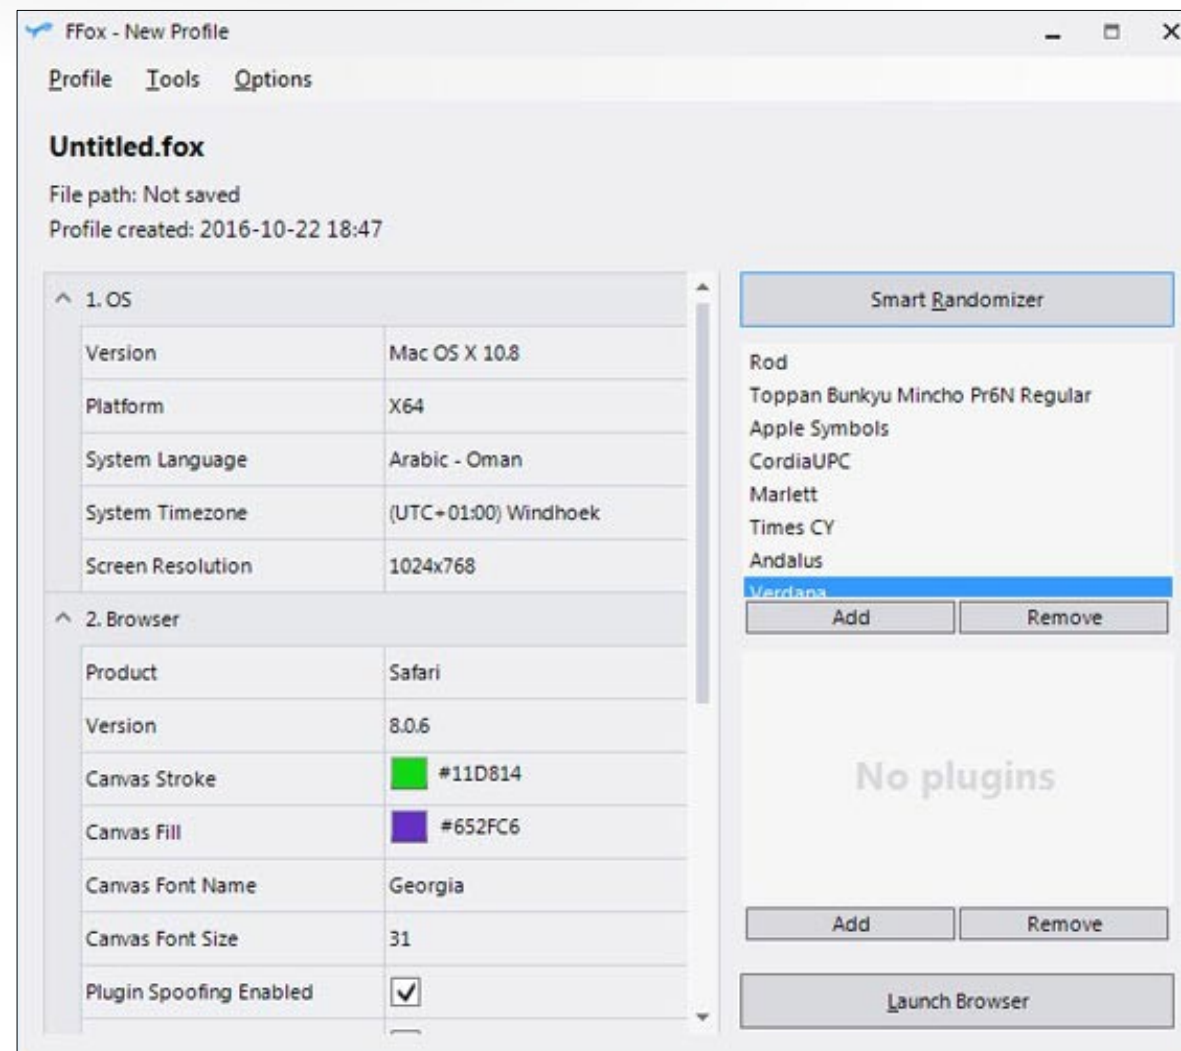 FFox - New Profile
Profile Tools Options
Untitled.fox
File path: Not saved
Profile created: 2016-10-22 18:47
1. OS
Version Mac OS X 10.8
Platform X64
System Language Arabic - Oman
System Timezone (UTC+01:00) Windhoek
Screen Resolution 1024x768
2. Browser
Product Safari
Version 8.0.6
Canvas Stroke #11D814
Canvas Fill #652FC6
Canvas Font Name Georgia
Canvas Font Size 31
Plugin Spoofing Enabled
Smart Randomizer
Rod
Toppan Bunkyu Mincho Pr6N Regular
Apple Symbols
CordiaUPC
Marlett
Times CY
Andalus
Verdana
Add Remove
No plugins
Add Remove
Launch Browser